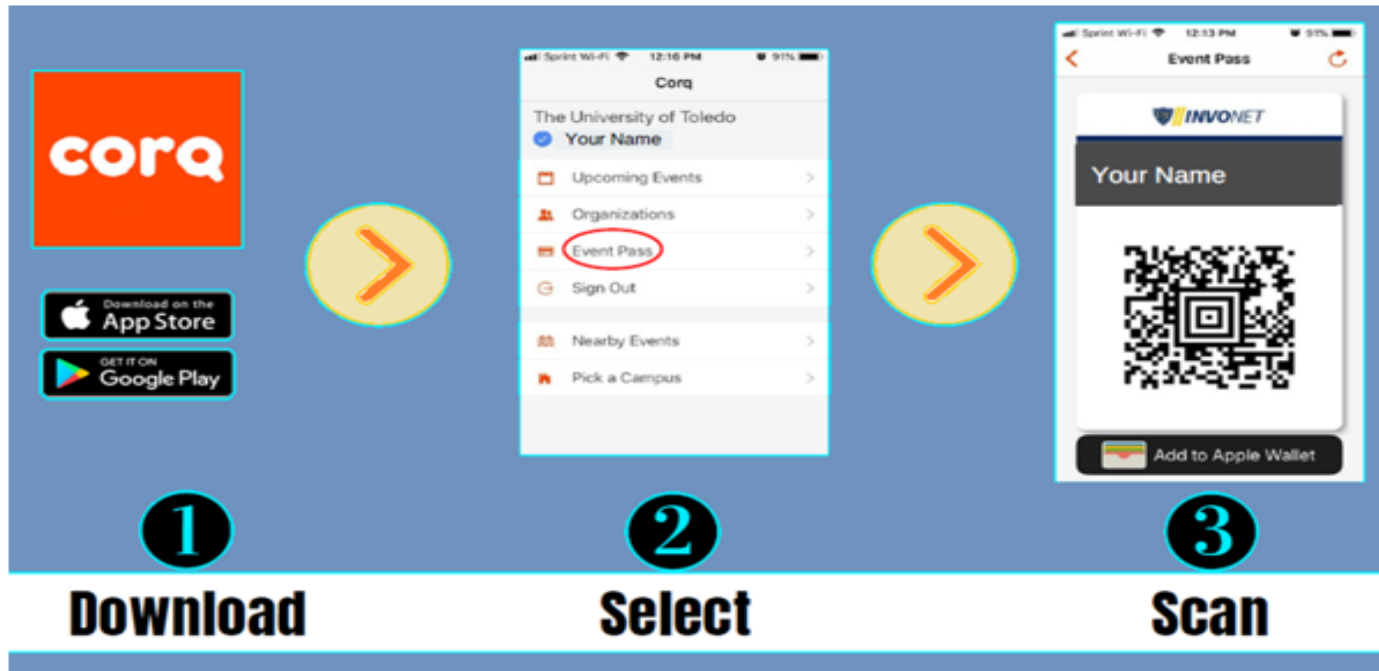 corq
Download on the
App Store
GET IT ON
Google Play
1
Download
Sprint Wi-Fi 12:16 PM 91%
Corq
The University of Toledo
Your Name
Upcoming Events
Organizations
Event Pass
Sign Out
Nearby Events
Pick a Campus
2
Select
Sprint Wi-Fi 12:13 PM 91%
Event Pass
INVONET
Your Name
Add to Apple Wallet
3
Scan